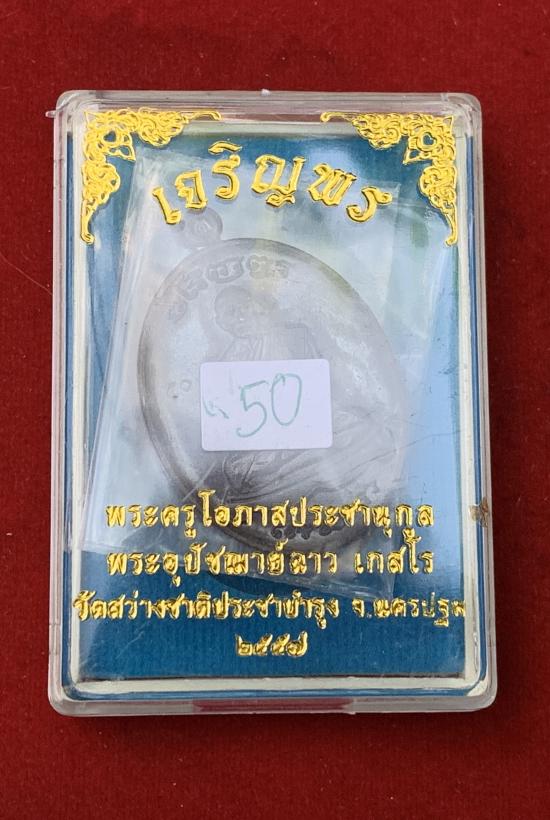 เจริญพร
50
พระครูโอภาสประชานุกูล
พระอุปัชฌาย์ฉาว เกสโร
วัดสว่างชาติประชาบำรุง จ.นครปฐม
๒๕๕๗